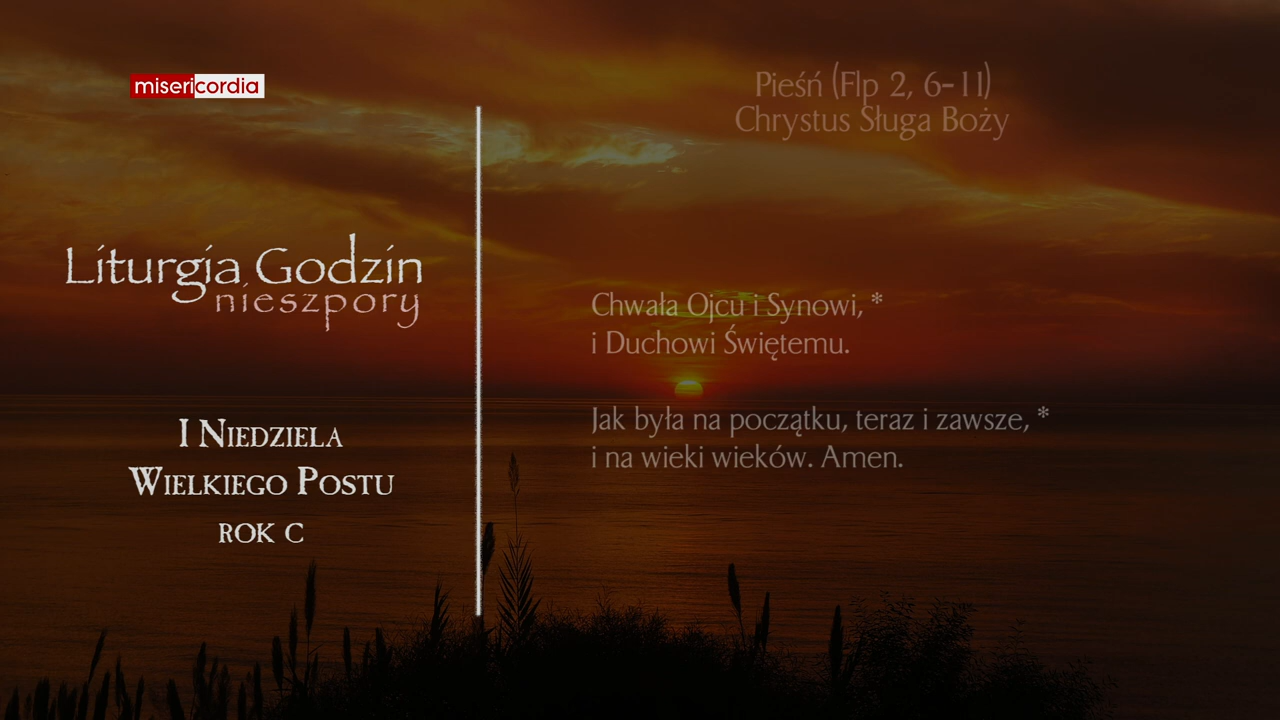 misericordia
Liturgia Godzin
nieszpory
I Niedziela
Wielkiego Postu
rok C
Pieśń (Flp 2, 6-11)
Chrystus Sługa Boży
Chwała Ojcu i Synowi, *
i Duchowi Świętemu.
Jak była na początku, teraz i zawsze, *
i na wieki wieków. Amen.